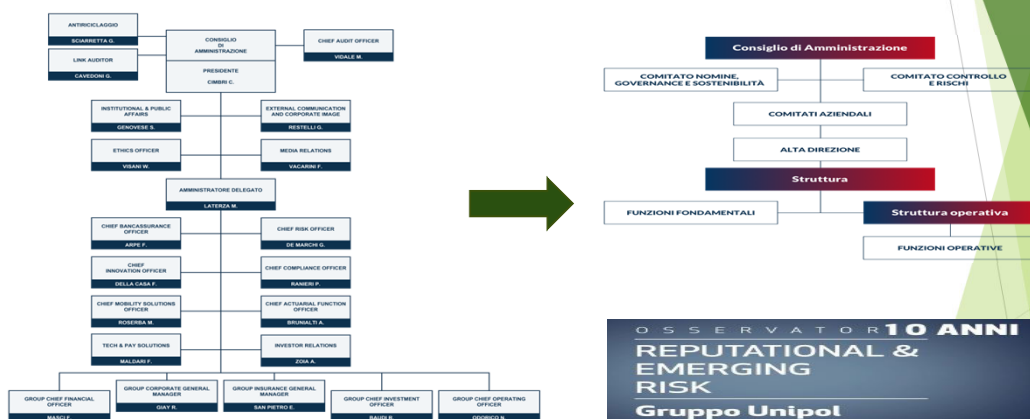 ANTIRICICLAGGIO
SCIARRETTA G.
LINK AUDITOR
CAVEDONI G.
CONSIGLIO
DI
AMMINISTRAZIONE
PRESIDENTE
CIMBRI C.
CHIEF AUDIT OFFICER
VIDALE M.
INSTITUTIONAL & PUBLIC
AFFAIRS
GENOVESE S.
EXTERNAL COMMUNICATION
AND CORPORATE IMAGE
RESTELLI G.
ETHICS OFFICER
VISANI W.
MEDIA RELATIONS
VACARINI F.
AMMINISTRATORE DELEGATO
LATERZA M.
CHIEF BANCASSURANCE
OFFICER
ARPE F.
CHIEF RISK OFFICER
DE MARCHI G.
CHIEF
INNOVATION OFFICER
DELLA CASA F.
CHIEF COMPLIANCE OFFICER
RANIERI P.
CHIEF MOBILITY SOLUTIONS
OFFICER
ROSERBA M.
CHIEF ACTUARIAL FUNCTION
OFFICER
BRUNIALTI A.
TECH & PAY SOLUTIONS
MALDARI F.
INVESTOR RELATIONS
ZOIA A.
GROUP CHIEF FINANCIAL
OFFICER
MASCI F.
GROUP CORPORATE GENERAL
MANAGER
GIAY R.
GROUP INSURANCE GENERAL
MANAGER
SAN PIETRO E.
GROUP CHIEF INVESTMENT
OFFICER
BAUDI R.
GROUP CHIEF OPERATING
OFFICER
ODORICO N.
Consiglio di Amministrazione
COMITATO NOMINE,
GOVERNANCE E SOSTENIBILITÀ
COMITATO CONTROLLO
E RISCHI
COMITATI AZIENDALI
ALTA DIREZIONE
Struttura
FUNZIONI FONDAMENTALI
Struttura operativa
FUNZIONI OPERATIVE
OSSERVATOR 10 ANNI
REPUTATIONAL &
EMERGING
RISK
Gruppo Unipol